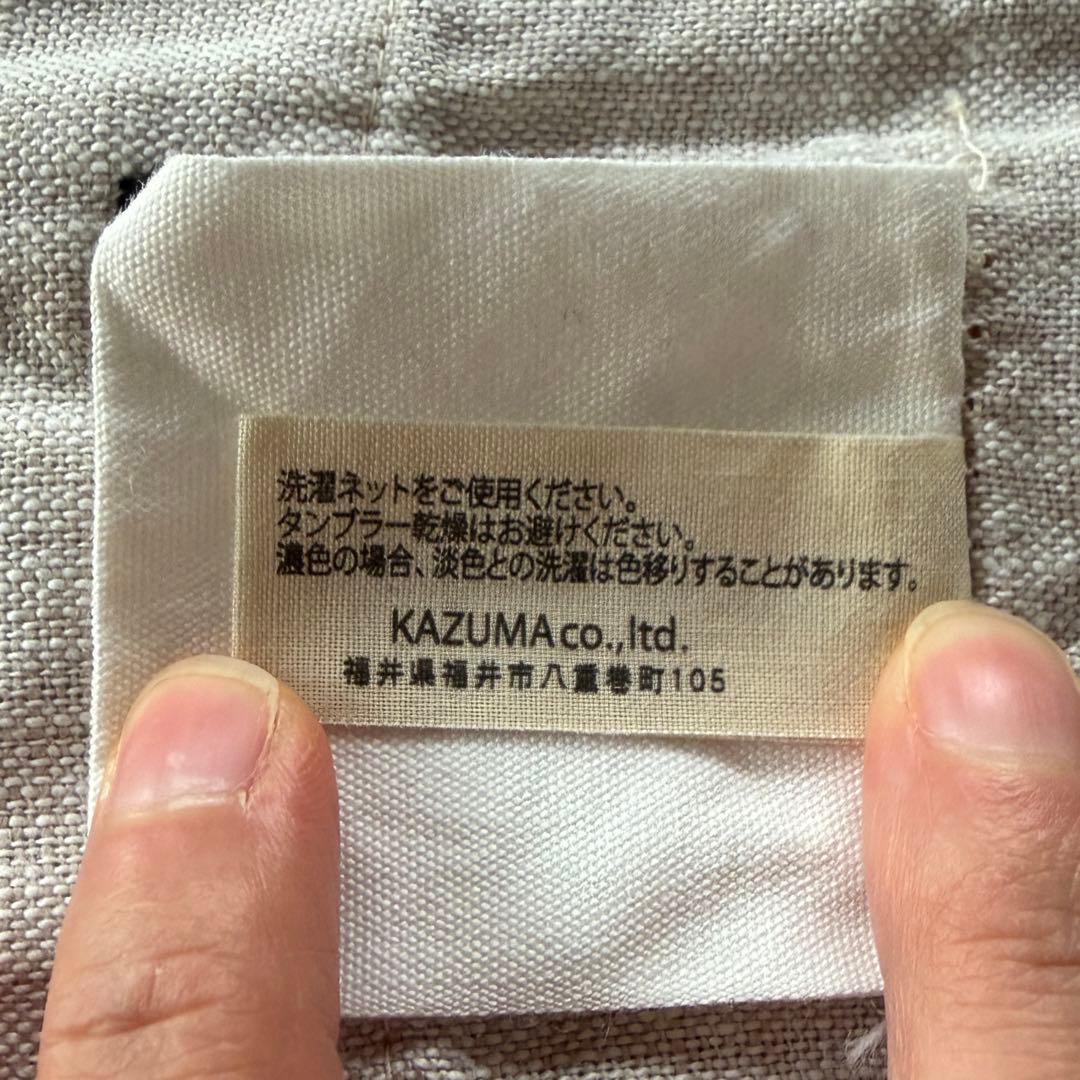 洗濯ネットをご使用ください。
タンブラー乾燥はお避けください。
濃色の場合、淡色との洗濯は色移りすることがあります。
KAZUMA co.,ltd.
福井県福井市八重巻町105